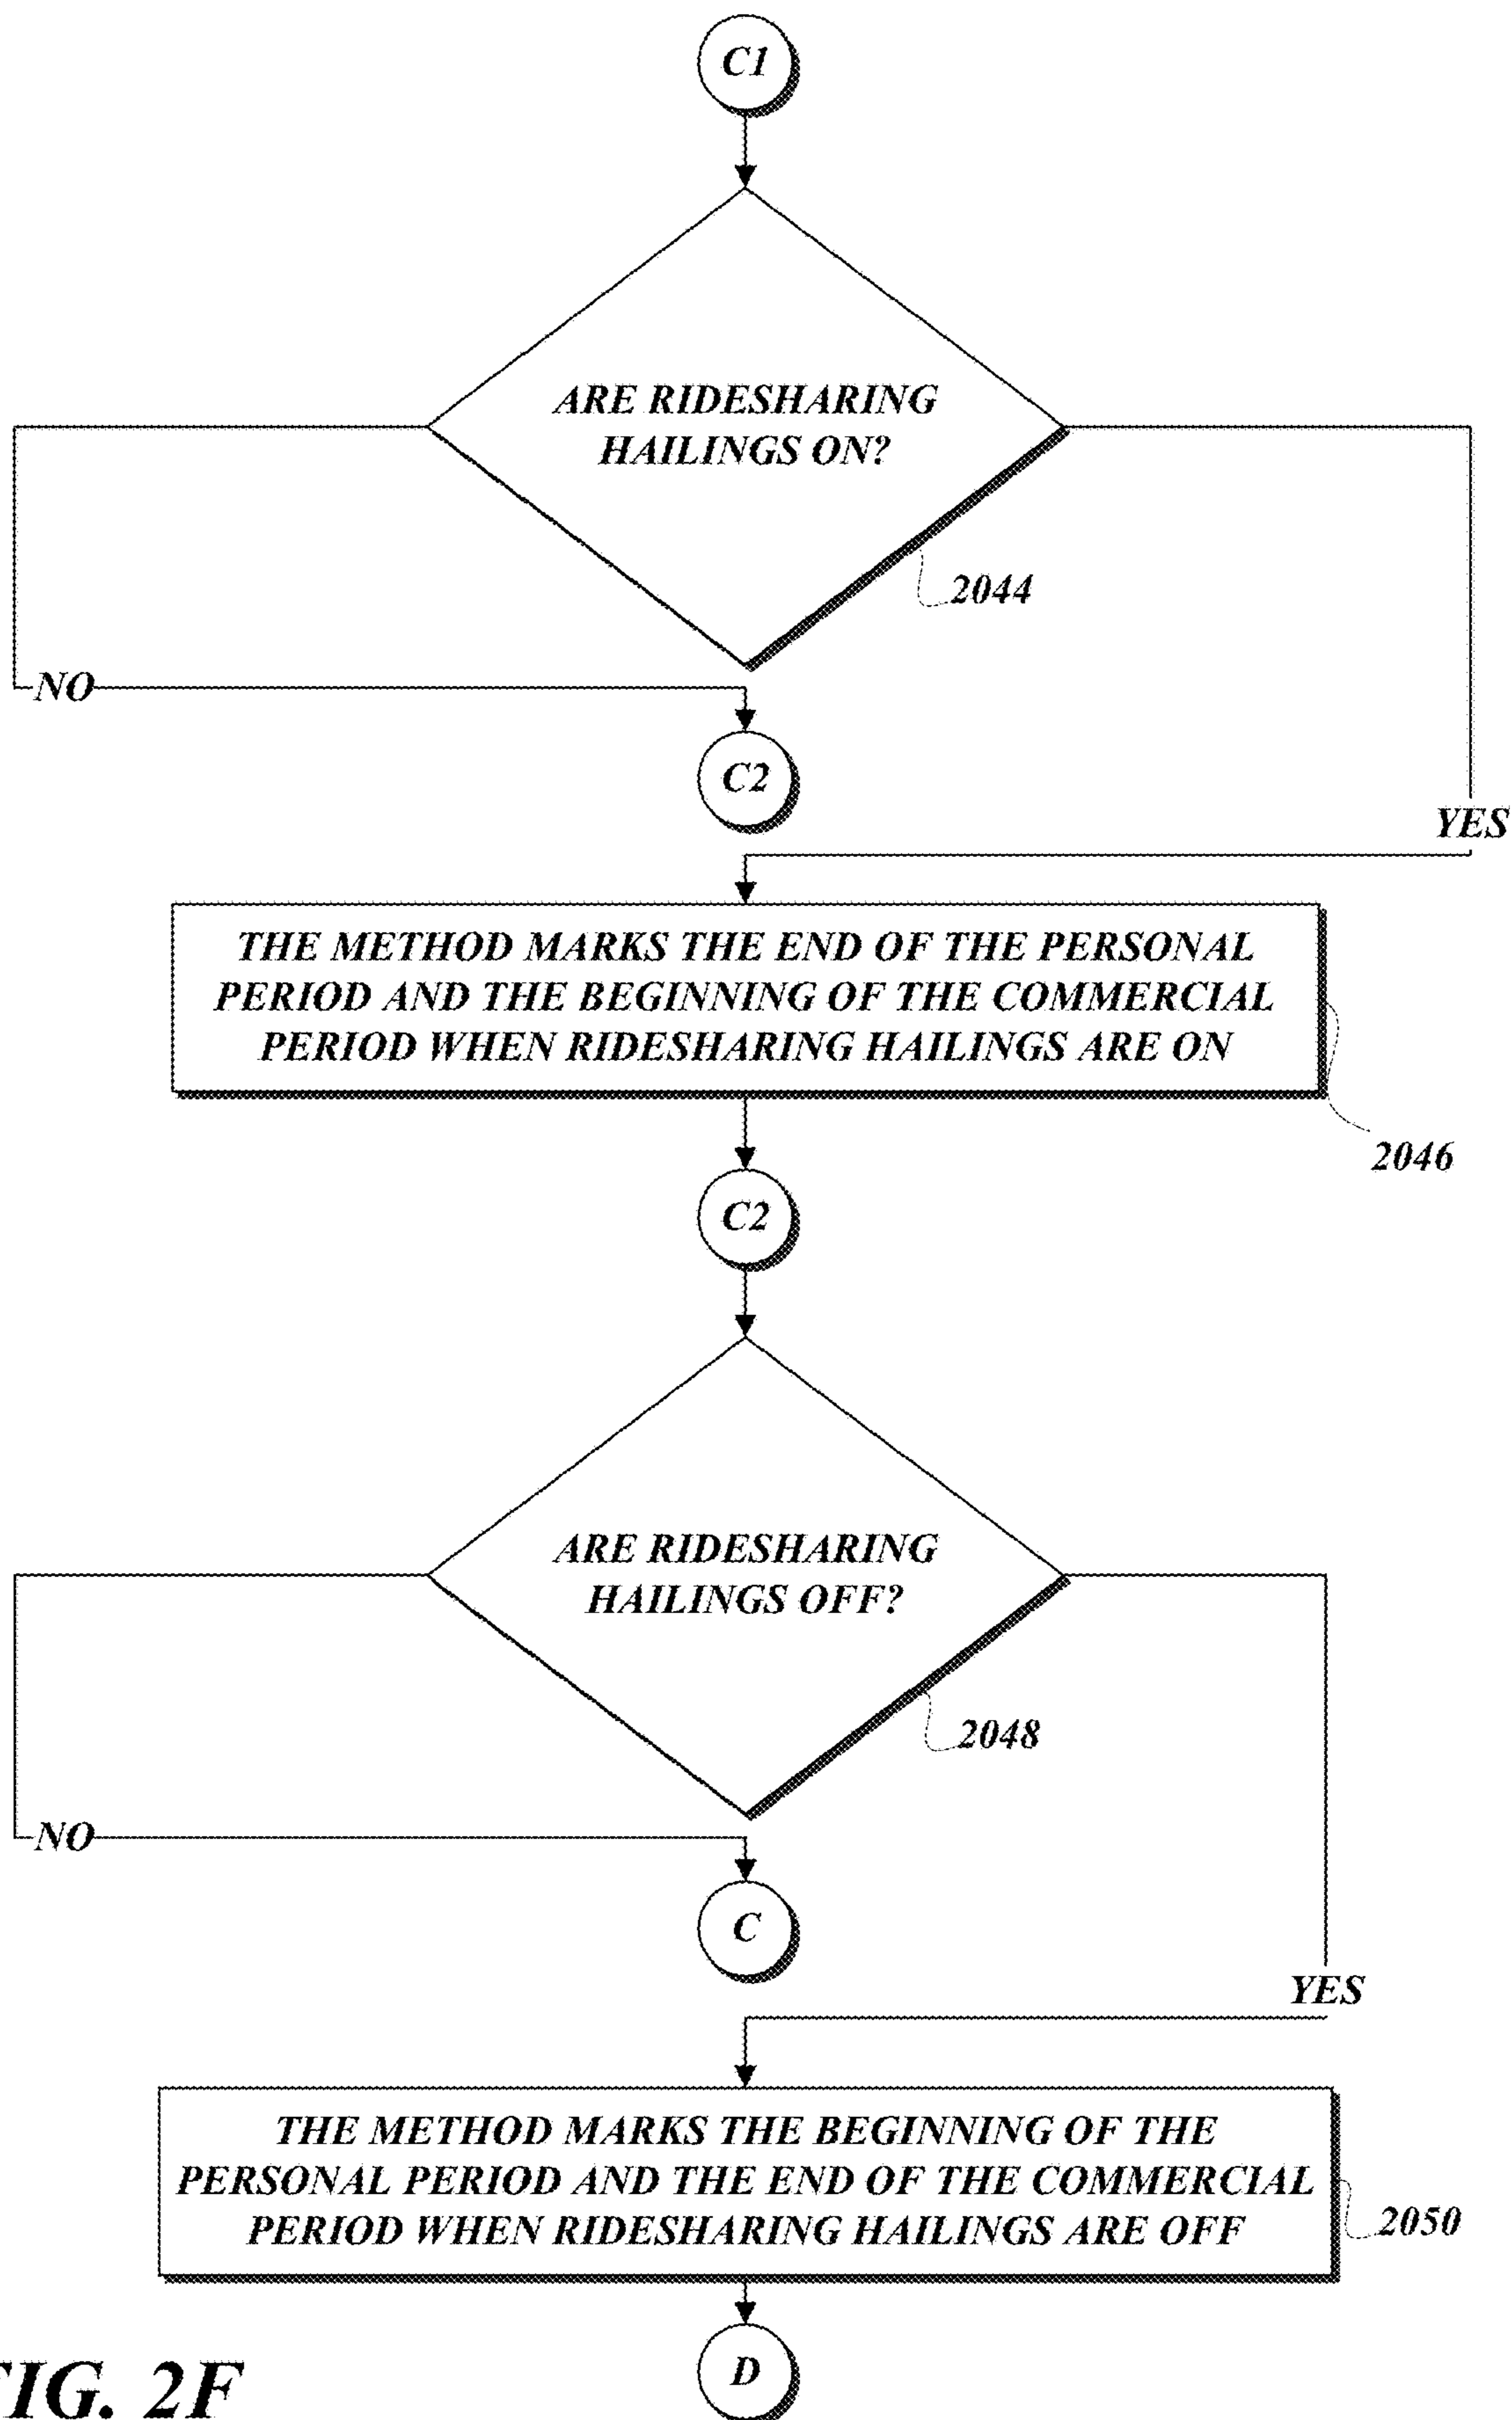 C1
ARE RIDESHARING
HAILINGS ON?
2044
NO
C2
YES
THE METHOD MARKS THE END OF THE PERSONAL
PERIOD AND THE BEGINNING OF THE COMMERCIAL
PERIOD WHEN RIDESHARING HAILINGS ARE ON
2046
C2
ARE RIDESHARING
HAILINGS OFF?
2048
NO
C
YES
THE METHOD MARKS THE BEGINNING OF THE
PERSONAL PERIOD AND THE END OF THE COMMERCIAL
PERIOD WHEN RIDESHARING HAILINGS ARE OFF
2050
D
FIG. 2F